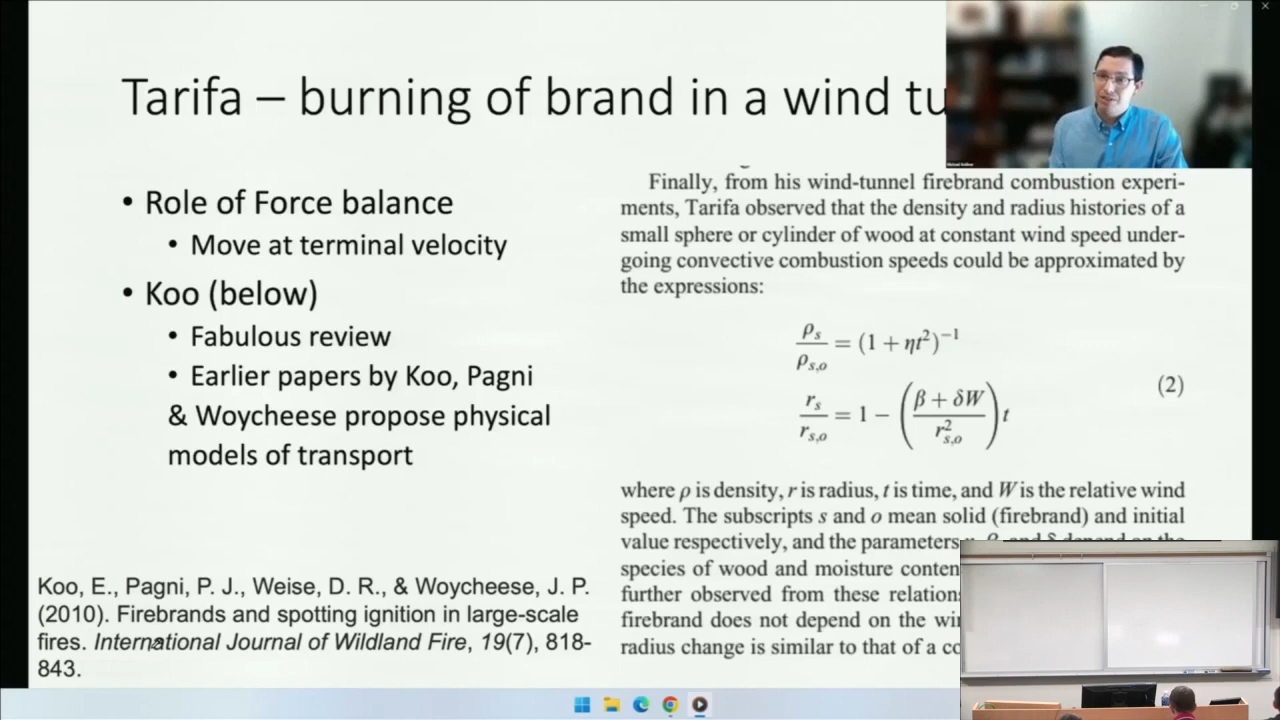 Tarifa – burning of brand in a wind
• Role of Force balance
• Move at terminal velocity
• Koo (below)
• Fabulous review
• Earlier papers by Koo, Pagni
& Woycheese propose physical
models of transport
Koo, E., Pagni, P. J., Weise, D. R., & Woycheese, J. P.
(2010). Firebrands and spotting ignition in large-scale
fires. International Journal of Wildland Fire, 19(7), 818-
843.
Finally, from his wind-tunnel firebrand combustion experi-
ments, Tarifa observed that the density and radius histories of a
small sphere or cylinder of wood at constant wind speed under-
going convective combustion speeds could be approximated by
the expressions:
ρs/ρs,o = (1 + ηt²)⁻¹
rs/rs,o = 1 − ((β + δW)/r²s,o) t
(2)
where ρ is density, r is radius, t is time, and W is the relative wind
speed. The subscripts s and o mean solid (firebrand) and initial
value respectively, and the parameters
species of wood and moisture
further observed from these
firebrand does not depend on the
radius change is similar to that of a